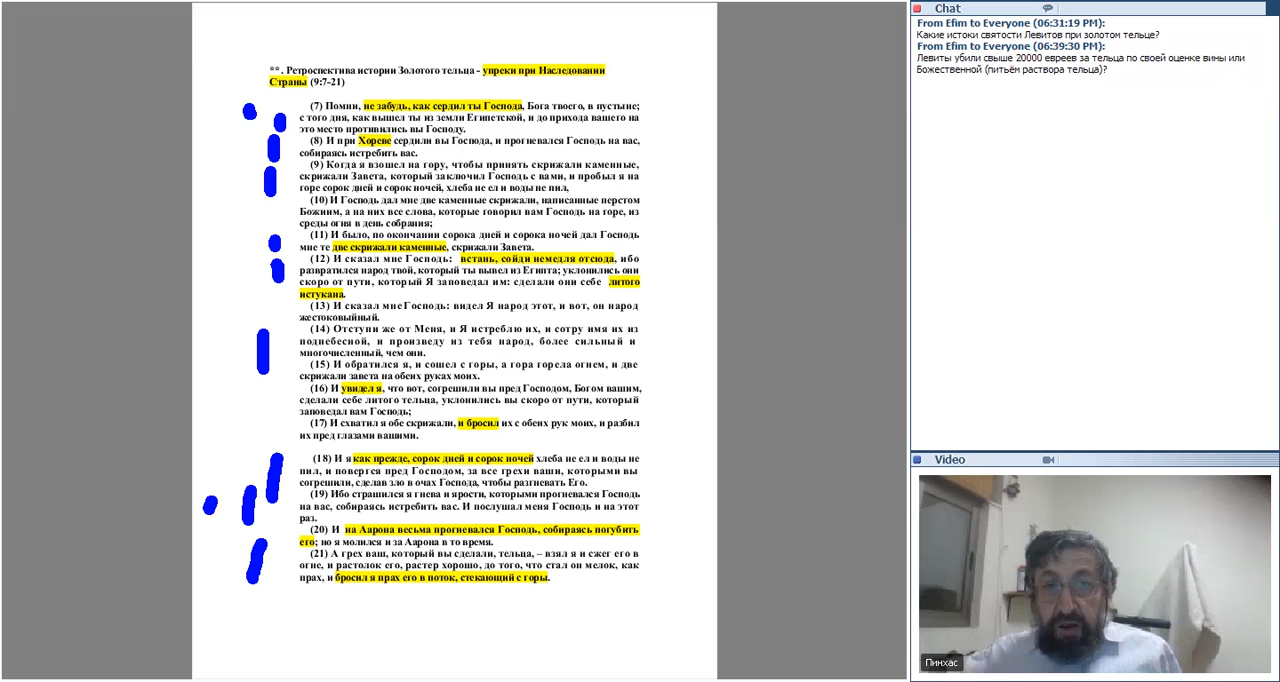 **. Ретроспектива истории Золотого тельца - упреки при Наследовании
Страны (9:7-21)
(7) Помни, не забудь, как сердил ты Господа, Бога твоего, в пустыне;
с того дня, как вышел ты из земли Египетской, и до прихода вашего на
это место противились вы Господу.
(8) И при Хореве сердили вы Господа, и прогневался Господь на вас,
собираясь истребить вас.
(9) Когда я взошел на гору, чтобы принять скрижали каменные,
скрижали Завета, который заключил Господь с вами, и пробыл я на
горе сорок дней и сорок ночей, хлеба не ел и воды не пил,
(10) И Господь дал мне две каменные скрижали, написанные перстом
Божиим, а на них все слова, которые говорил вам Господь на горе, из
среды огня в день собрания;
(11) И было, по окончании сорока дней и сорока ночей дал Господь
мне те две скрижали каменные, скрижали Завета.
(12) И сказал мне Господь: встань, сойди немедля отсюда, ибо
развратился народ твой, который ты вывел из Египта; уклонились они
скоро от пути, который Я заповедал им: сделали они себе литого
истукана.
(13) И сказал мне Господь: видел Я народ этот, и вот, он народ
жестоковыйный.
(14) Отступи же от Меня, и Я истреблю их, и сотру имя их из
поднебесной, и произведу из тебя народ, более сильный и
многочисленный, чем они.
(15) И обратился я, и сошел с горы, а гора горела огнем, и две
скрижали завета на обеих руках моих.
(16) И увидел я, что вот, согрешили вы пред Господом, Богом вашим,
сделали себе литого тельца, уклонились вы скоро от пути, который
заповедал вам Господь;
(17) И схватил я обе скрижали, и бросил их с обеих рук моих, и разбил
их пред глазами вашими.
(18) И я как прежде, сорок дней и сорок ночей хлеба не ел и воды не
пил, и повергся пред Господом, за все грехи ваши, которыми вы
согрешили, сделав зло в очах Господа, чтобы разгневать Его.
(19) Ибо страшился я гнева и ярости, которыми прогневался Господь
на вас, собираясь истребить вас. И послушал меня Господь и на этот
раз.
(20) И на Аарона весьма прогневался Господь, собираясь погубить
его; но я молился и за Аарона в то время.
(21) А грех ваш, который вы сделали, тельца, – взял я и сжег его в
огне, и растолок его, растер хорошо, до того, что стал он мелок, как
прах, и бросил я прах его в поток, стекающий с горы.
Chat
From Efim to Everyone (06:31:19 PM):
Какие истоки святости Левитов при золотом тельце?
From Efim to Everyone (06:39:30 PM):
Левиты убили свыше 20000 евреев за тельца по своей оценке вины или
Божественной (питьём раствора тельца)?
Video
Пинхас